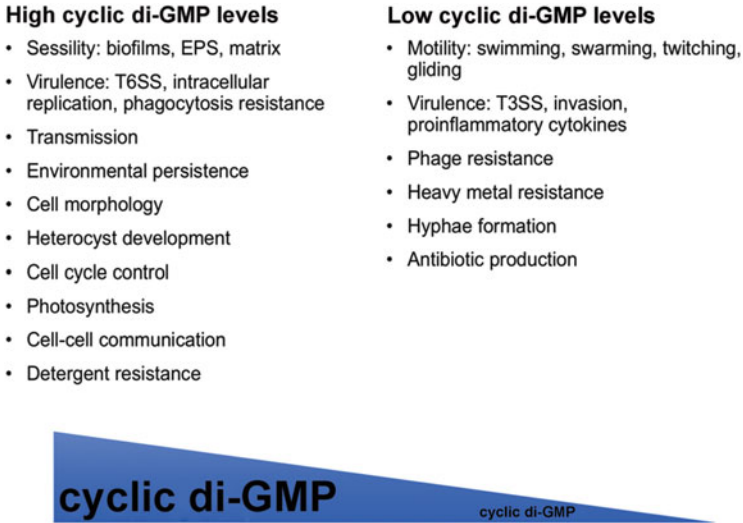 High cyclic di-GMP levels
• Sessility: biofilms, EPS, matrix
• Virulence: T6SS, intracellular
replication, phagocytosis resistance
• Transmission
• Environmental persistence
• Cell morphology
• Heterocyst development
• Cell cycle control
• Photosynthesis
• Cell-cell communication
• Detergent resistance
Low cyclic di-GMP levels
• Motility: swimming, swarming, twitching,
gliding
• Virulence: T3SS, invasion,
proinflammatory cytokines
• Phage resistance
• Heavy metal resistance
• Hyphae formation
• Antibiotic production
cyclic di-GMP
cyclic di-GMP